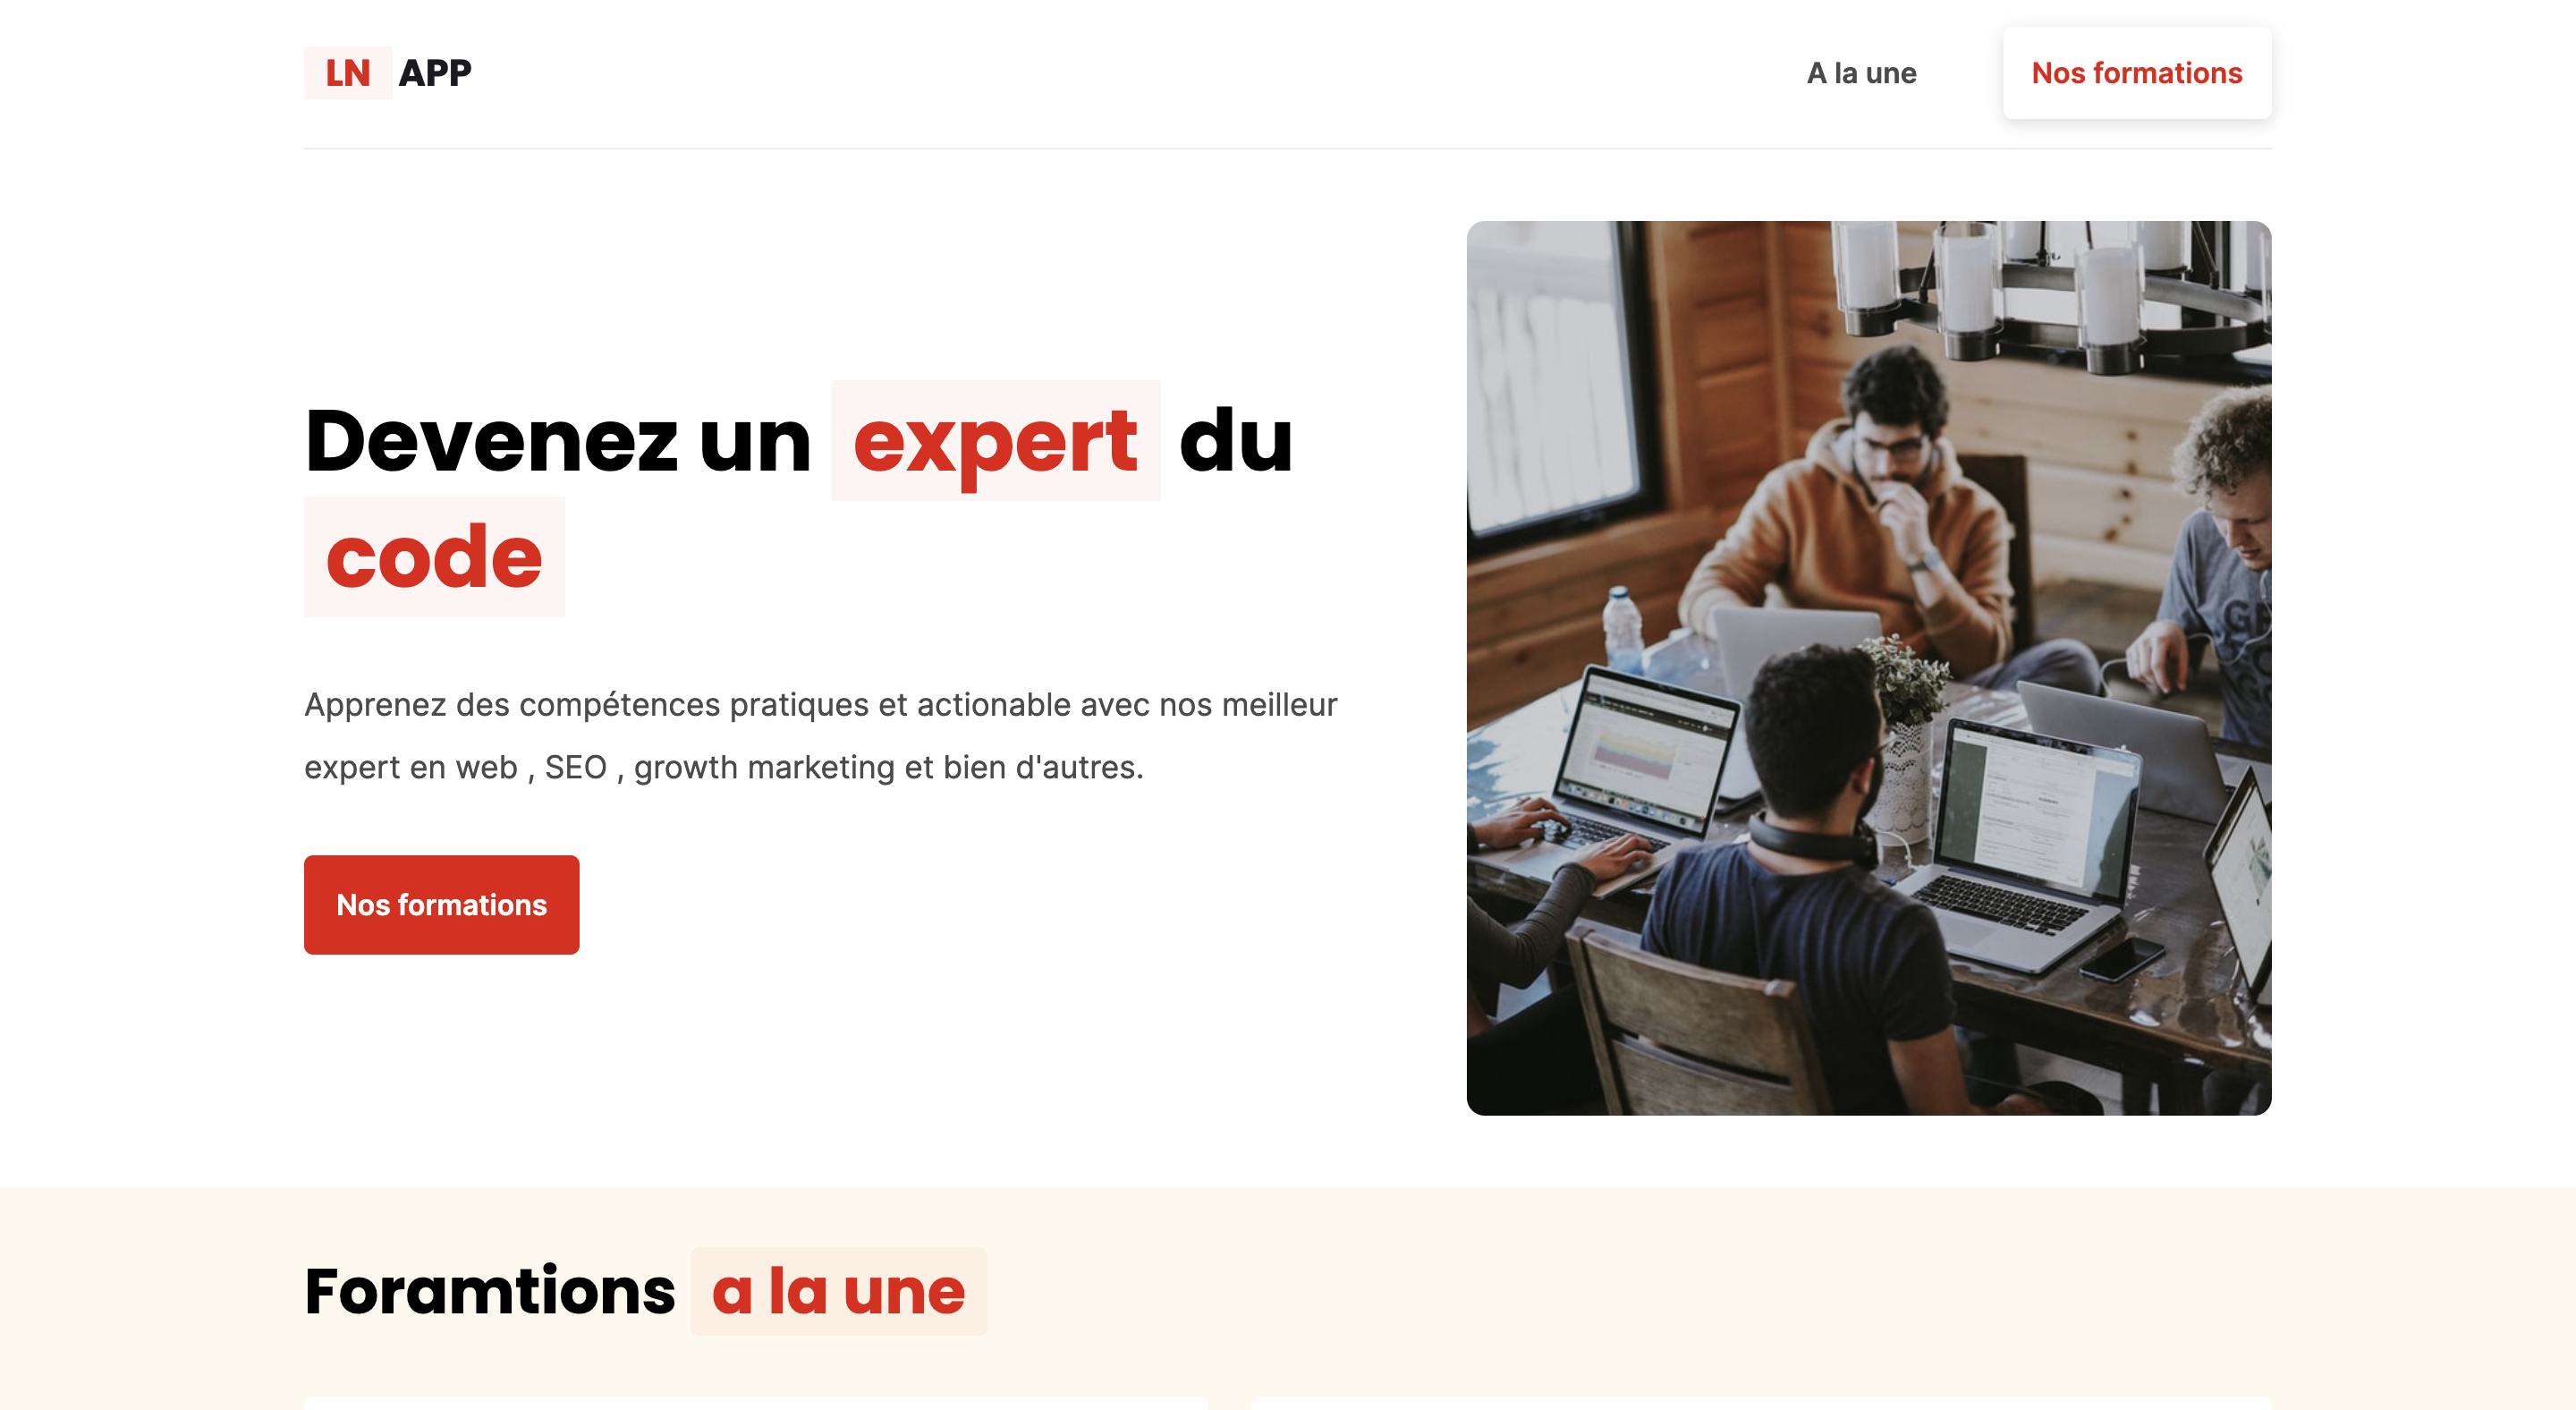 LN APP
A la une
Nos formations
Devenez un expert du
code
Apprenez des compétences pratiques et actionable avec nos meilleur
expert en web , SEO , growth marketing et bien d'autres.
Nos formations
Foramtions a la une